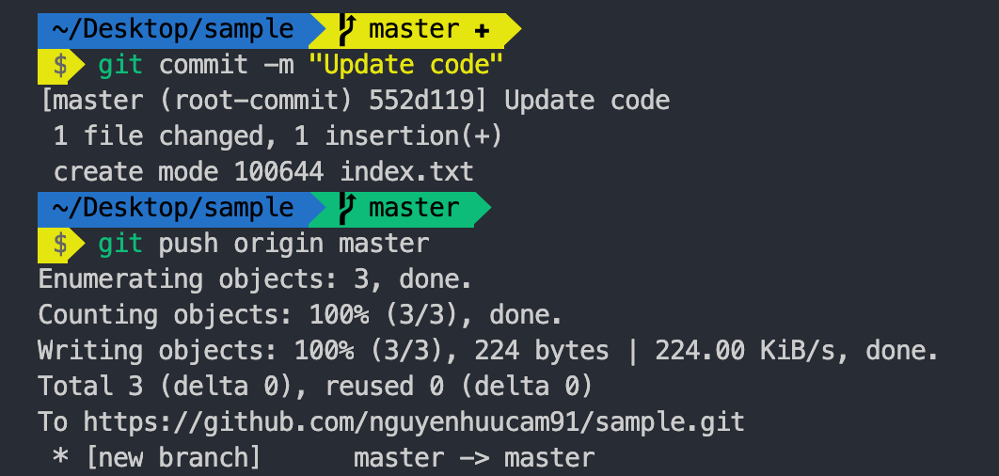 ~/Desktop/sample master +
$ git commit -m "Update code"
[master (root-commit) 552d119] Update code
1 file changed, 1 insertion(+)
create mode 100644 index.txt
~/Desktop/sample master
$ git push origin master
Enumerating objects: 3, done.
Counting objects: 100% (3/3), done.
Writing objects: 100% (3/3), 224 bytes | 224.00 KiB/s, done.
Total 3 (delta 0), reused 0 (delta 0)
To https://github.com/nguyenhuucam91/sample.git
* [new branch]      master -> master